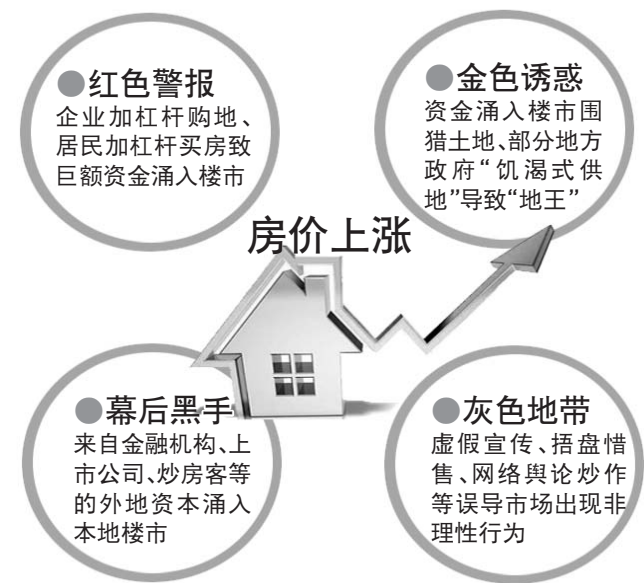 ●红色警报
企业加杠杆购地、
居民加杠杆买房致
巨额资金涌入楼市
●金色诱惑
资金涌入楼市围
猎土地、部分地方
政府“饥渴式供
地”导致“地王”
房价上涨
●幕后黑手
来自金融机构、上
市公司、炒房客等
的外地资本涌入
本地楼市
●灰色地带
虚假宣传、捂盘惜
售、网络舆论炒作
等误导市场出现非
理性行为